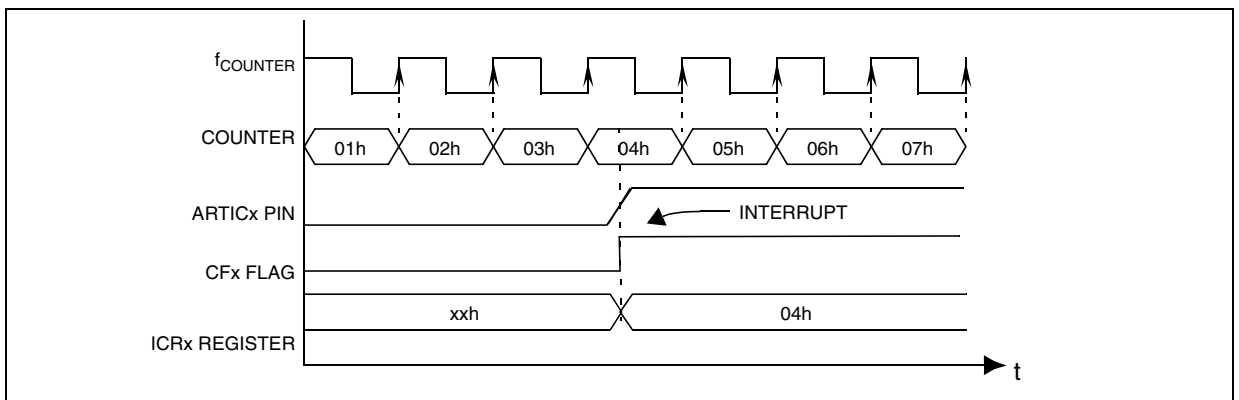 fCOUNTER
COUNTER
01h 02h 03h 04h 05h 06h 07h
ARTICx PIN
INTERRUPT
CFx FLAG
xxh 04h
ICRx REGISTER
t